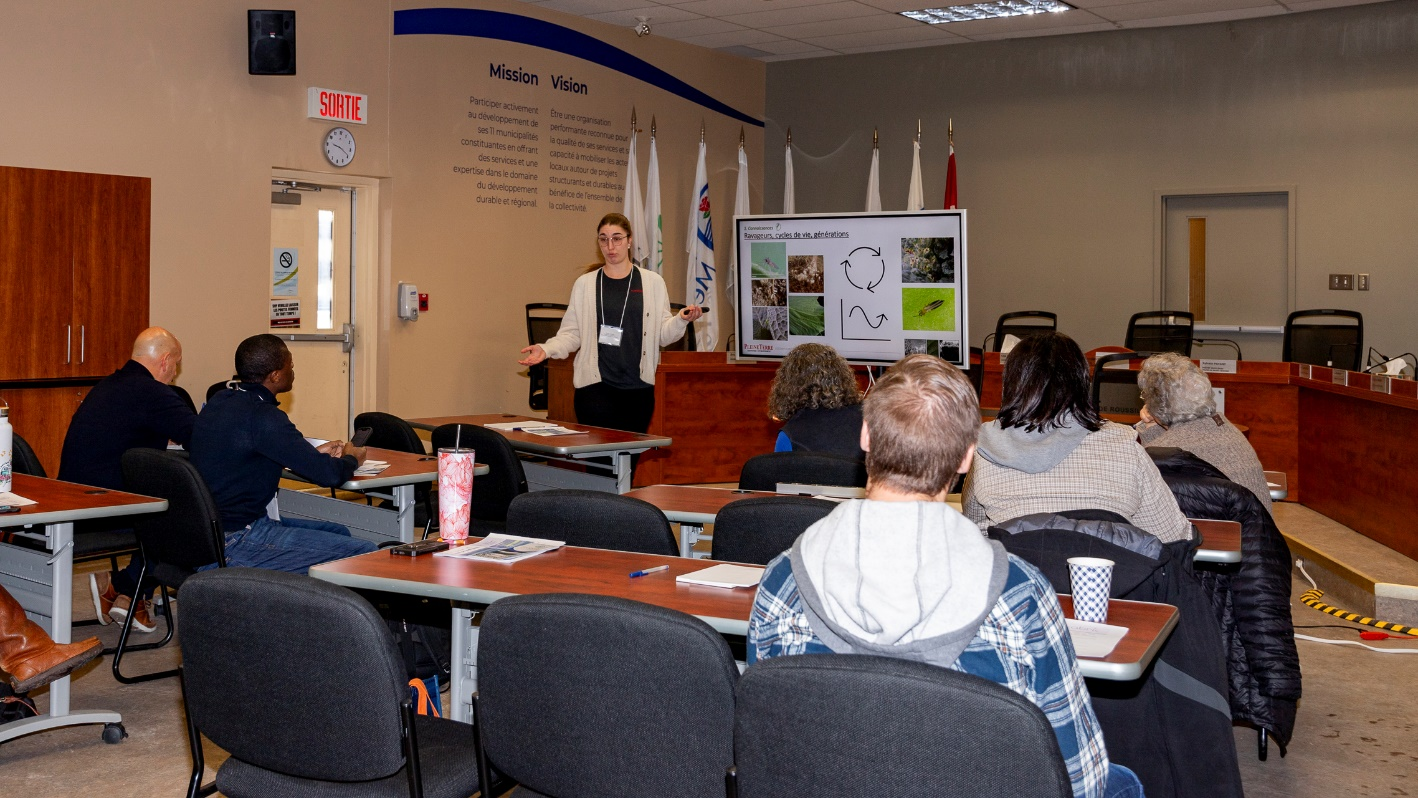 SORTIE
Mission
Participer activement
au développement de
ses 11 municipalités
constituantes en offrant
des services et une
expertise dans le domaine
du développement
durable et régional.
Vision
Être une organisation
performante reconnue pour
la qualité de ses services et
capacité à mobiliser les
locaux autour de projets
structurants et durables au
bénéfice de l'ensemble de
la collectivité.
Ravageurs, cycles de vie, générations
PLEINE TERRE